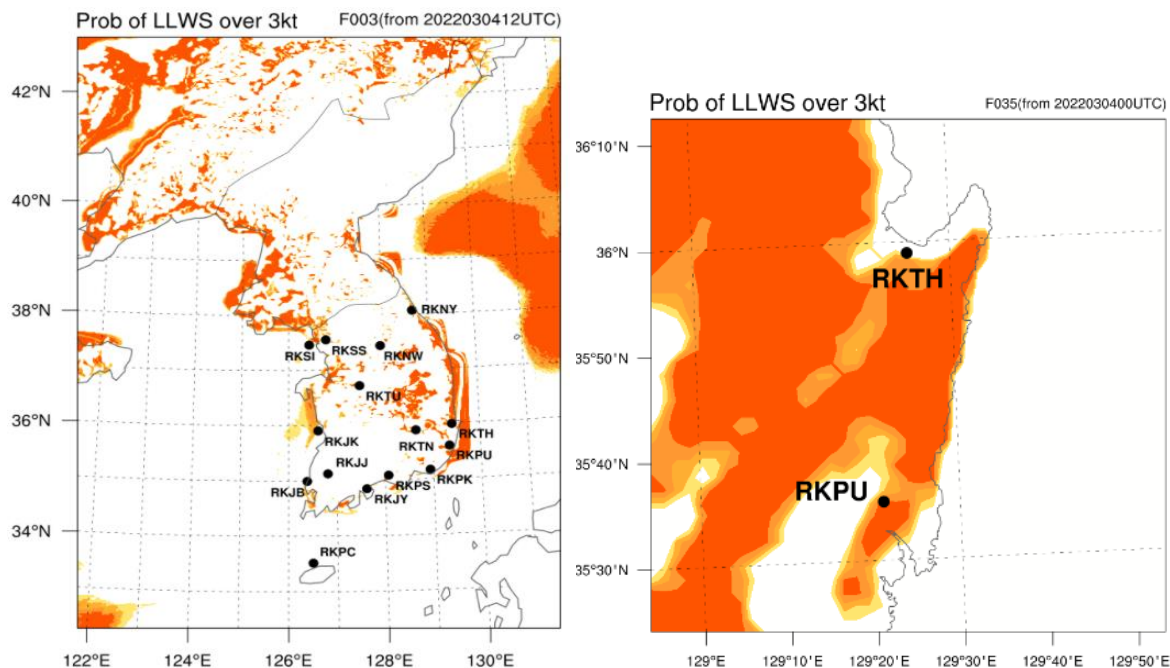 Prob of LLWS over 3kt F003(from 2022030412UTC)
42°N
40°N
38°N
36°N
34°N
122°E 124°E 126°E 128°E 130°E
RKNY
RKSI RKSS RKNW
RKTU
RKJK RKTN RKTH
RKPU
RKJJ RKPK
RKJB RKPS
RKJY
RKPC
Prob of LLWS over 3kt F035(from 2022030400UTC)
36°10'N
36°N
35°50'N
35°40'N
35°30'N
129°E 129°10'E 129°20'E 129°30'E 129°40'E 129°50'E
RKTH
RKPU